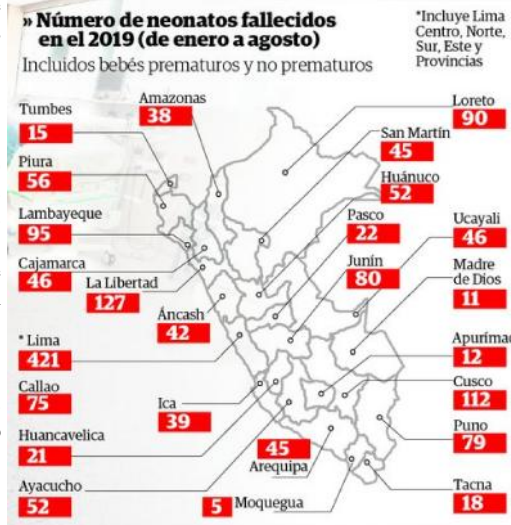 » Número de neonatos fallecidos
en el 2019 (de enero a agosto)
Incluidos bebés prematuros y no prematuros
*Incluye Lima
Centro, Norte,
Sur, Este y
Provincias
Tumbes
15
Amazonas
38
Loreto
90
San Martín
45
Piura
56
Huánuco
52
Lambayeque
95
Pasco
22
Ucayali
46
Cajamarca
46
La Libertad
127
Junín
80
Madre
de Dios
11
Áncash
42
* Lima
421
Apurímac
12
Callao
75
Cusco
112
Ica
39
Huancavelica
21
Puno
79
45
Arequipa
Ayacucho
52
5 Moquegua
Tacna
18